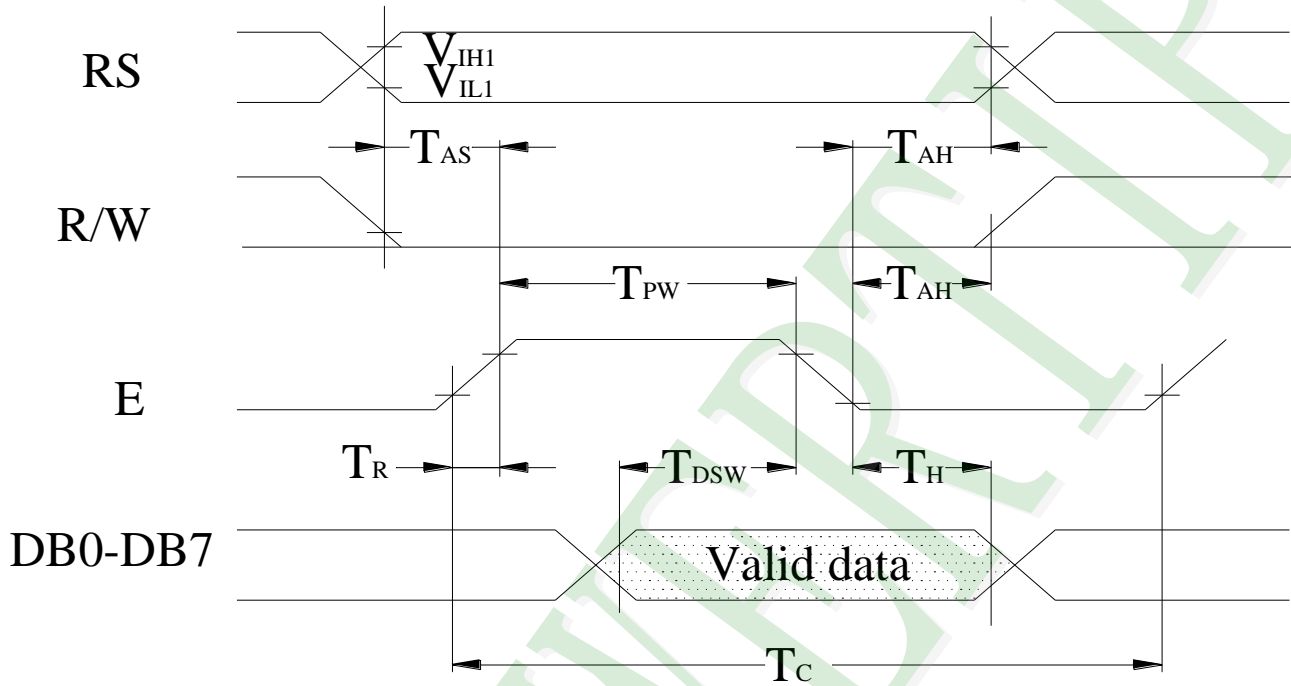 RS
VIH1
VIL1
TAS
TAH
R/W
TPW
TAH
E
TR
TDSW
TH
DB0-DB7
Valid data
TC